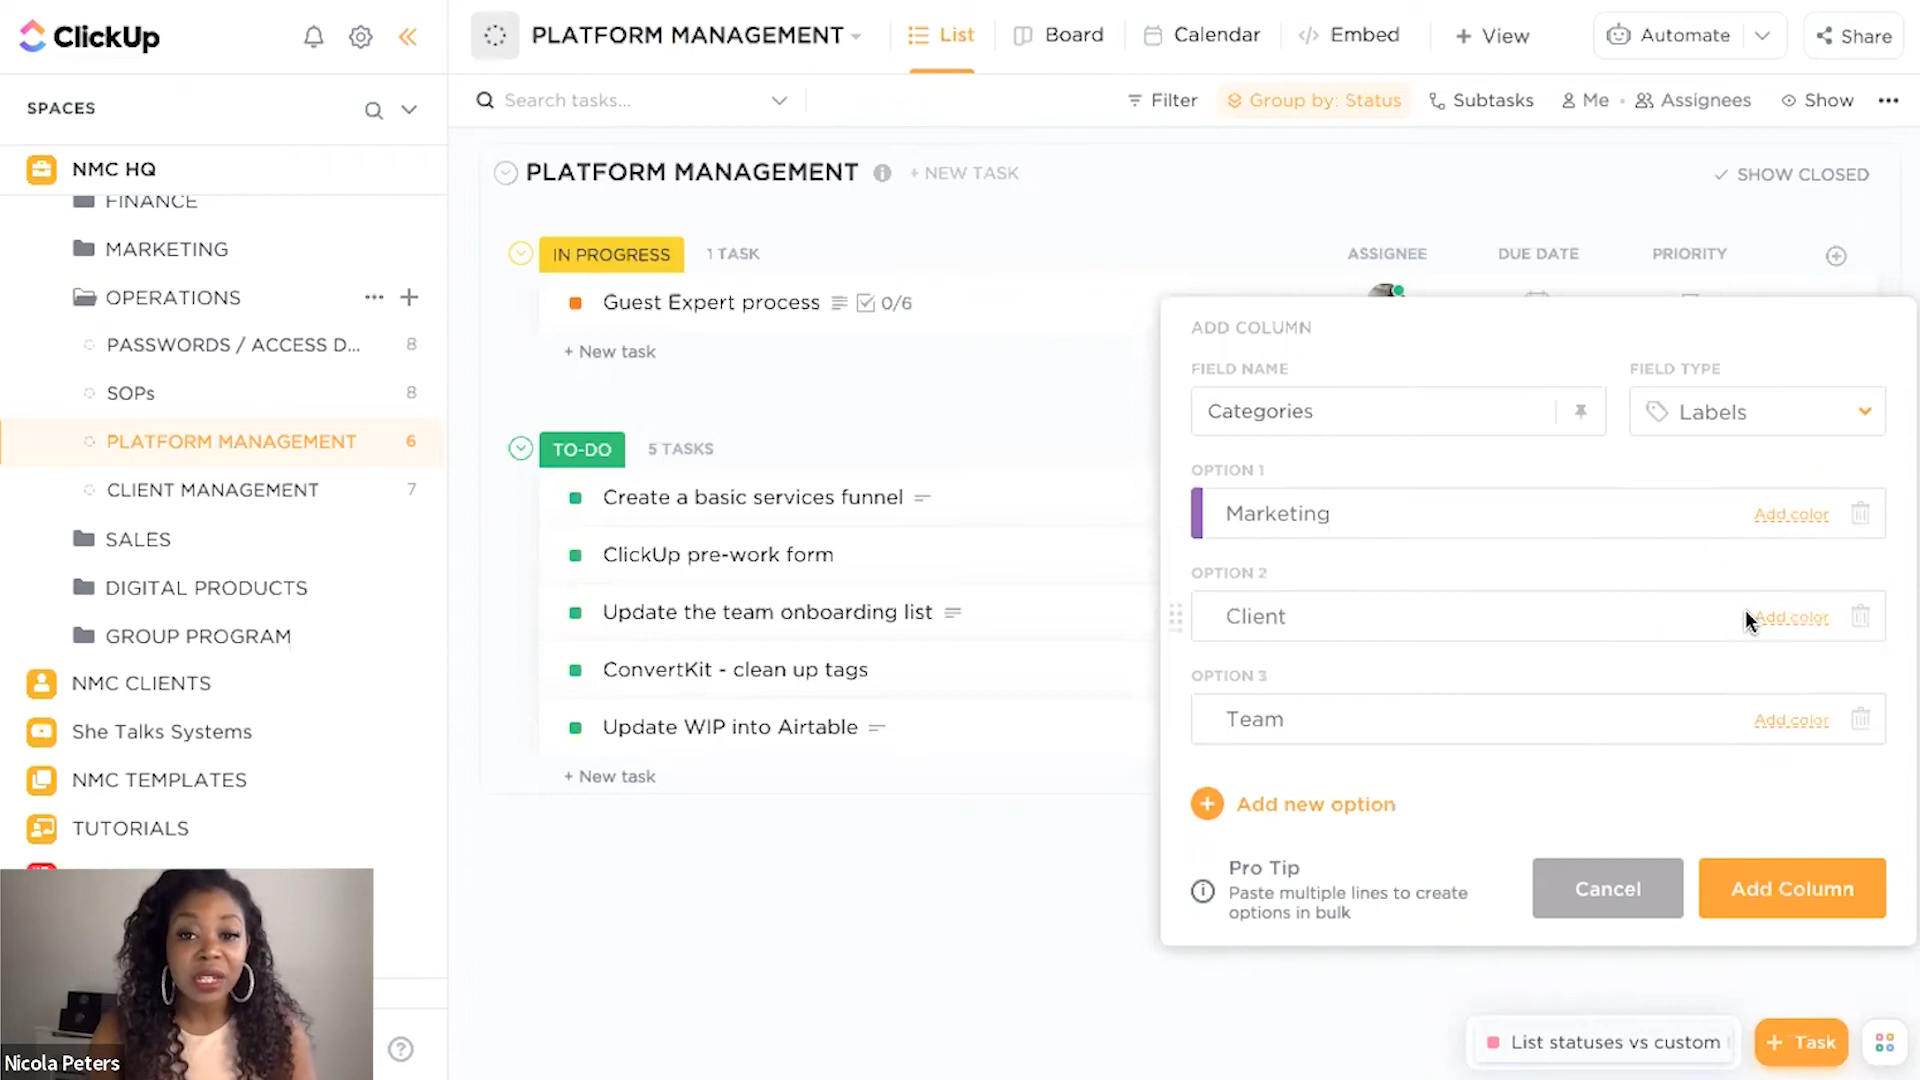 ClickUp
PLATFORM MANAGEMENT
List
Board
Calendar
Embed
+ View
Automate
Share
SPACES
Search tasks...
Filter
Group by: Status
Subtasks
Me
Assignees
Show
NMC HQ
FINANCE
MARKETING
OPERATIONS
PASSWORDS / ACCESS D... 8
SOPs 8
PLATFORM MANAGEMENT 6
CLIENT MANAGEMENT 7
SALES
DIGITAL PRODUCTS
GROUP PROGRAM
NMC CLIENTS
She Talks Systems
NMC TEMPLATES
TUTORIALS
Nicola Peters
PLATFORM MANAGEMENT
+ NEW TASK
SHOW CLOSED
IN PROGRESS 1 TASK ASSIGNEE DUE DATE PRIORITY
Guest Expert process 0/6
+ New task
TO-DO 5 TASKS
Create a basic services funnel
ClickUp pre-work form
Update the team onboarding list
ConvertKit - clean up tags
Update WIP into Airtable
+ New task
ADD COLUMN
FIELD NAME FIELD TYPE
Categories Labels
OPTION 1
Marketing Add color
OPTION 2
Client Add color
OPTION 3
Team Add color
Add new option
Pro Tip
Paste multiple lines to create
options in bulk
Cancel
Add Column
List statuses vs custom
+ Task